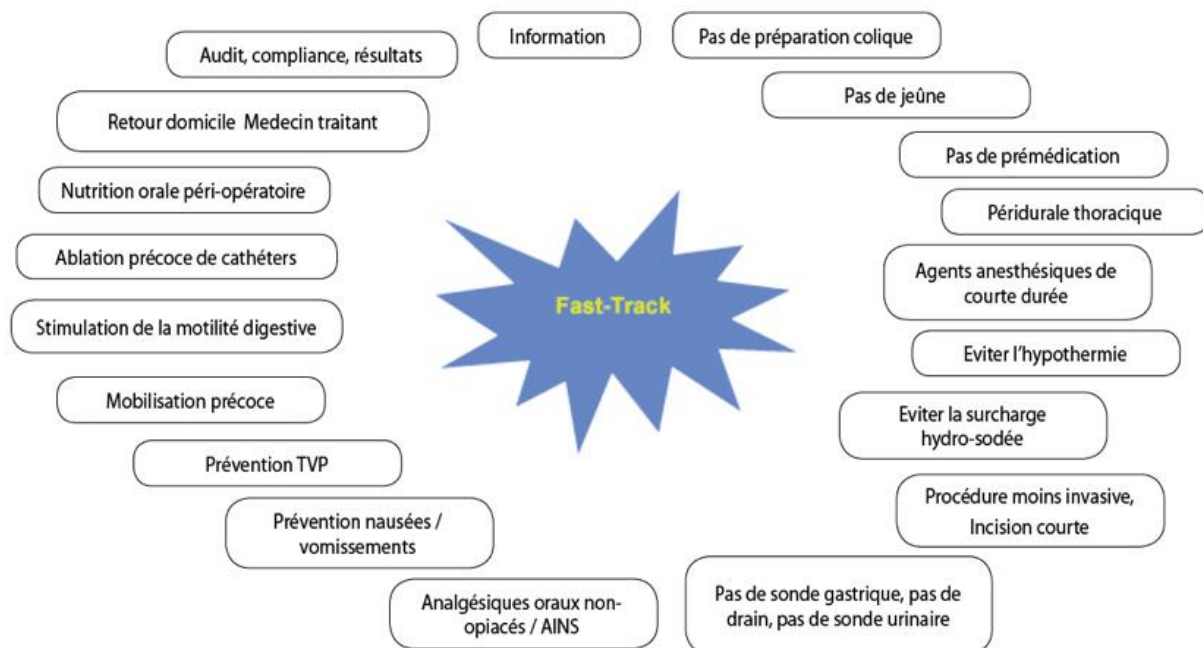 Information
Pas de préparation colique
Pas de jeûne
Pas de prémédication
Péridurale thoracique
Agents anesthésiques de
courte durée
Eviter l'hypothermie
Eviter la surcharge
hydro-sodée
Procédure moins invasive,
Incision courte
Pas de sonde gastrique, pas de
drain, pas de sonde urinaire
Analgésiques oraux non-
opiacés / AINS
Prévention nausées /
vomissements
Prévention TVP
Mobilisation précoce
Stimulation de la motilité digestive
Ablation précoce de cathéters
Nutrition orale péri-opératoire
Retour domicile Medecin traitant
Audit, compliance, résultats
Fast-Track